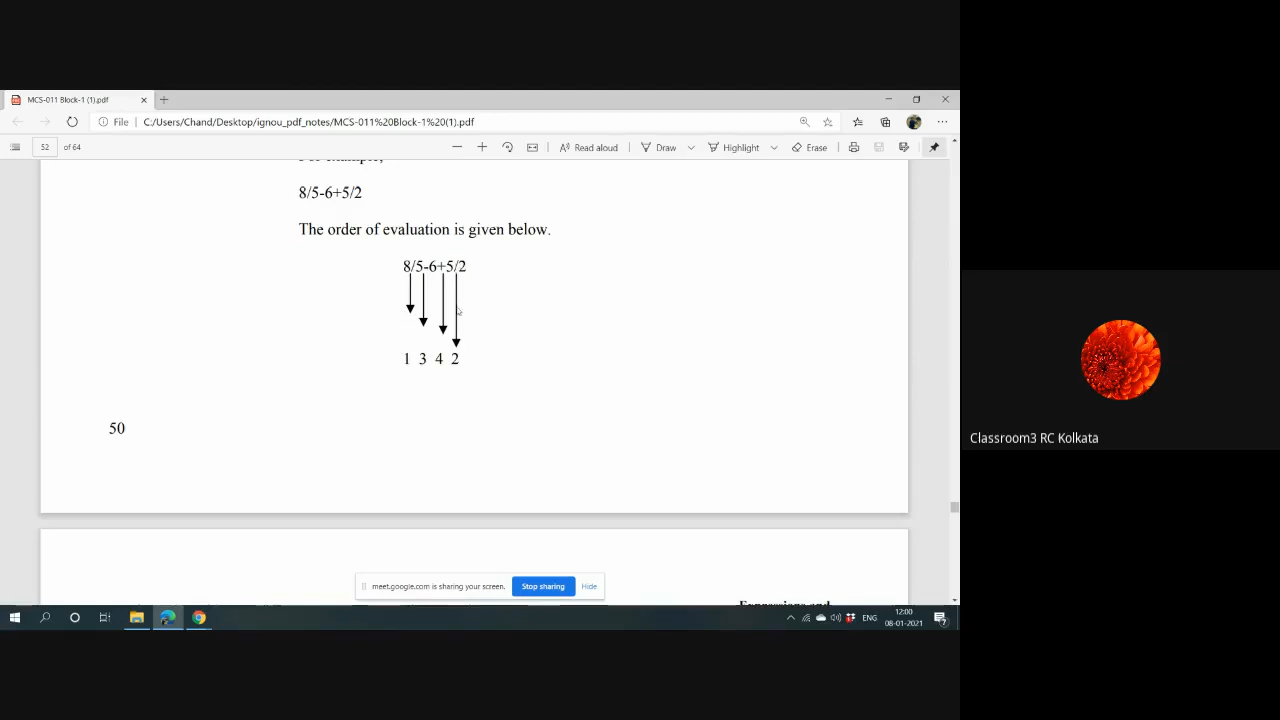 MCS-011 Block-1 (1).pdf
File
C:/Users/Chand/Desktop/ignou_pdf_notes/MCS-011%20Block-1%20(1).pdf
52 of 64
Read aloud
Draw
Highlight
Erase
8/5-6+5/2
The order of evaluation is given below.
8/5-6+5/2
1 3 4 2
50
Classroom3 RC Kolkata
meet.google.com is sharing your screen.
Stop sharing
Hide
ENG
12:00
08-01-2021